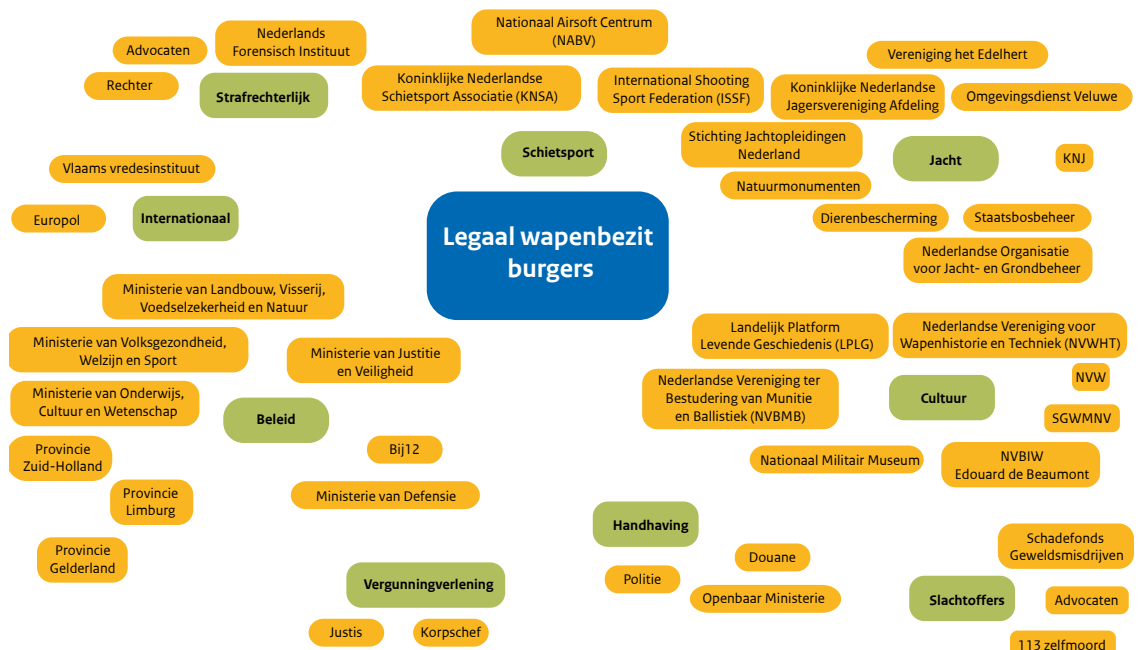 Nederlands
Forensisch Instituut
Advocaten
Rechter
Strafrechterlijk
Nationaal Airsoft Centrum
(NABV)
Koninklijke Nederlandse
Schietsport Associatie (KNSA)
International Shooting
Sport Federation (ISSF)
Schietsport
Vereniging het Edelhert
Koninklijke Nederlandse
Jagersvereniging Afdeling
Omgevingsdienst Veluwe
Stichting Jachtopleidingen
Nederland
Jacht
KNJ
Natuurmonumenten
Dierenbescherming
Staatsbosbeheer
Nederlandse Organisatie
voor Jacht- en Grondbeheer
Vlaams vredesinstituut
Europol
Internationaal
Legaal wapenbezit
burgers
Ministerie van Landbouw, Visserij,
Voedselzekerheid en Natuur
Ministerie van Volksgezondheid,
Welzijn en Sport
Ministerie van Justitie
en Veiligheid
Ministerie van Onderwijs,
Cultuur en Wetenschap
Beleid
Provincie
Zuid-Holland
Bij12
Provincie
Limburg
Ministerie van Defensie
Provincie
Gelderland
Landelijk Platform
Levende Geschiedenis (LPLG)
Nederlandse Vereniging voor
Wapenhistorie en Techniek (NVWHT)
Nederlandse Vereniging ter
Bestudering van Munitie
en Ballistiek (NVBMB)
Cultuur
NVW
SGWMNV
Nationaal Militair Museum
NVBIW
Edouard de Beaumont
Handhaving
Douane
Politie
Openbaar Ministerie
Vergunningverlening
Justis
Korpschef
Schadefonds
Geweldsmisdrijven
Slachtoffers
Advocaten
113 zelfmoord